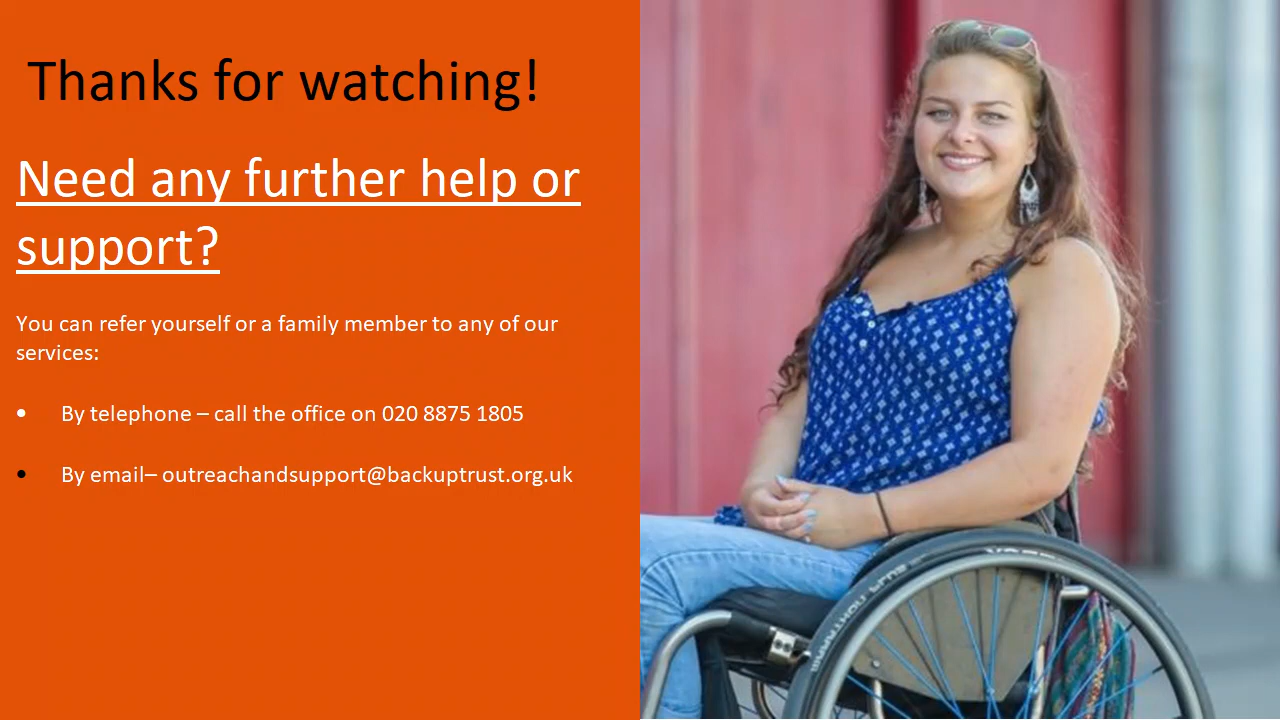 Thanks for watching!
Need any further help or
support?
You can refer yourself or a family member to any of our
services:
• By telephone – call the office on 020 8875 1805
• By email– outreachandsupport@backuptrust.org.uk